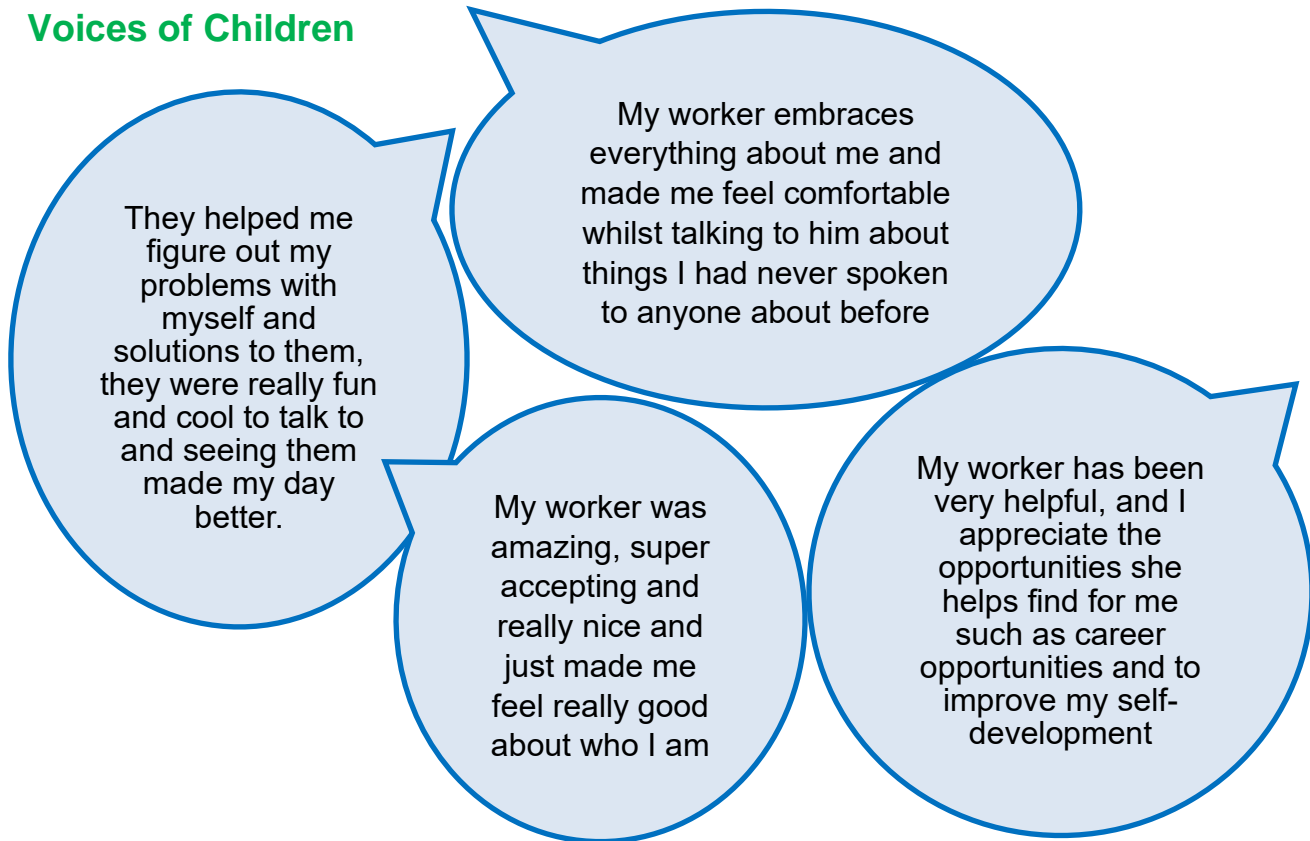 Voices of Children
They helped me
figure out my
problems with
myself and
solutions to them,
they were really fun
and cool to talk to
and seeing them
made my day
better.
My worker embraces
everything about me and
made me feel comfortable
whilst talking to him about
things I had never spoken
to anyone about before
My worker was
amazing, super
accepting and
really nice and
just made me
feel really good
about who I am
My worker has been
very helpful, and I
appreciate the
opportunities she
helps find for me
such as career
opportunities and to
improve my self-
development